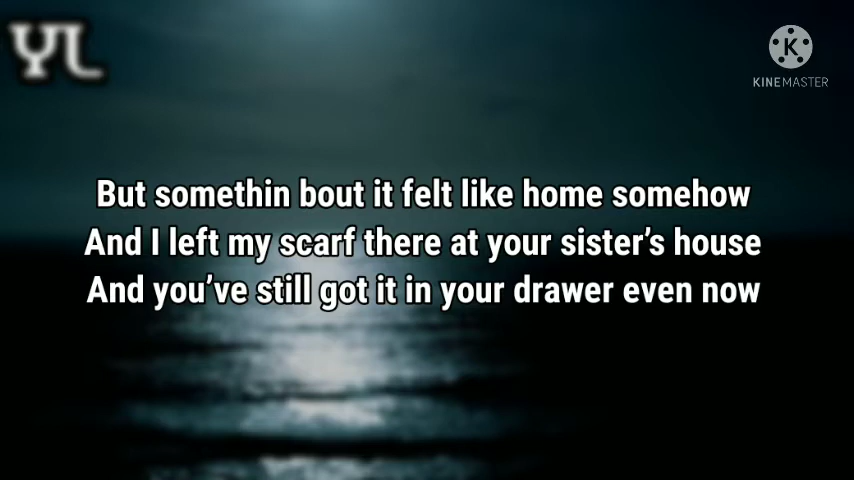 YL
KINEMASTER
But somethin bout it felt like home somehow
And I left my scarf there at your sister’s house
And you’ve still got it in your drawer even now